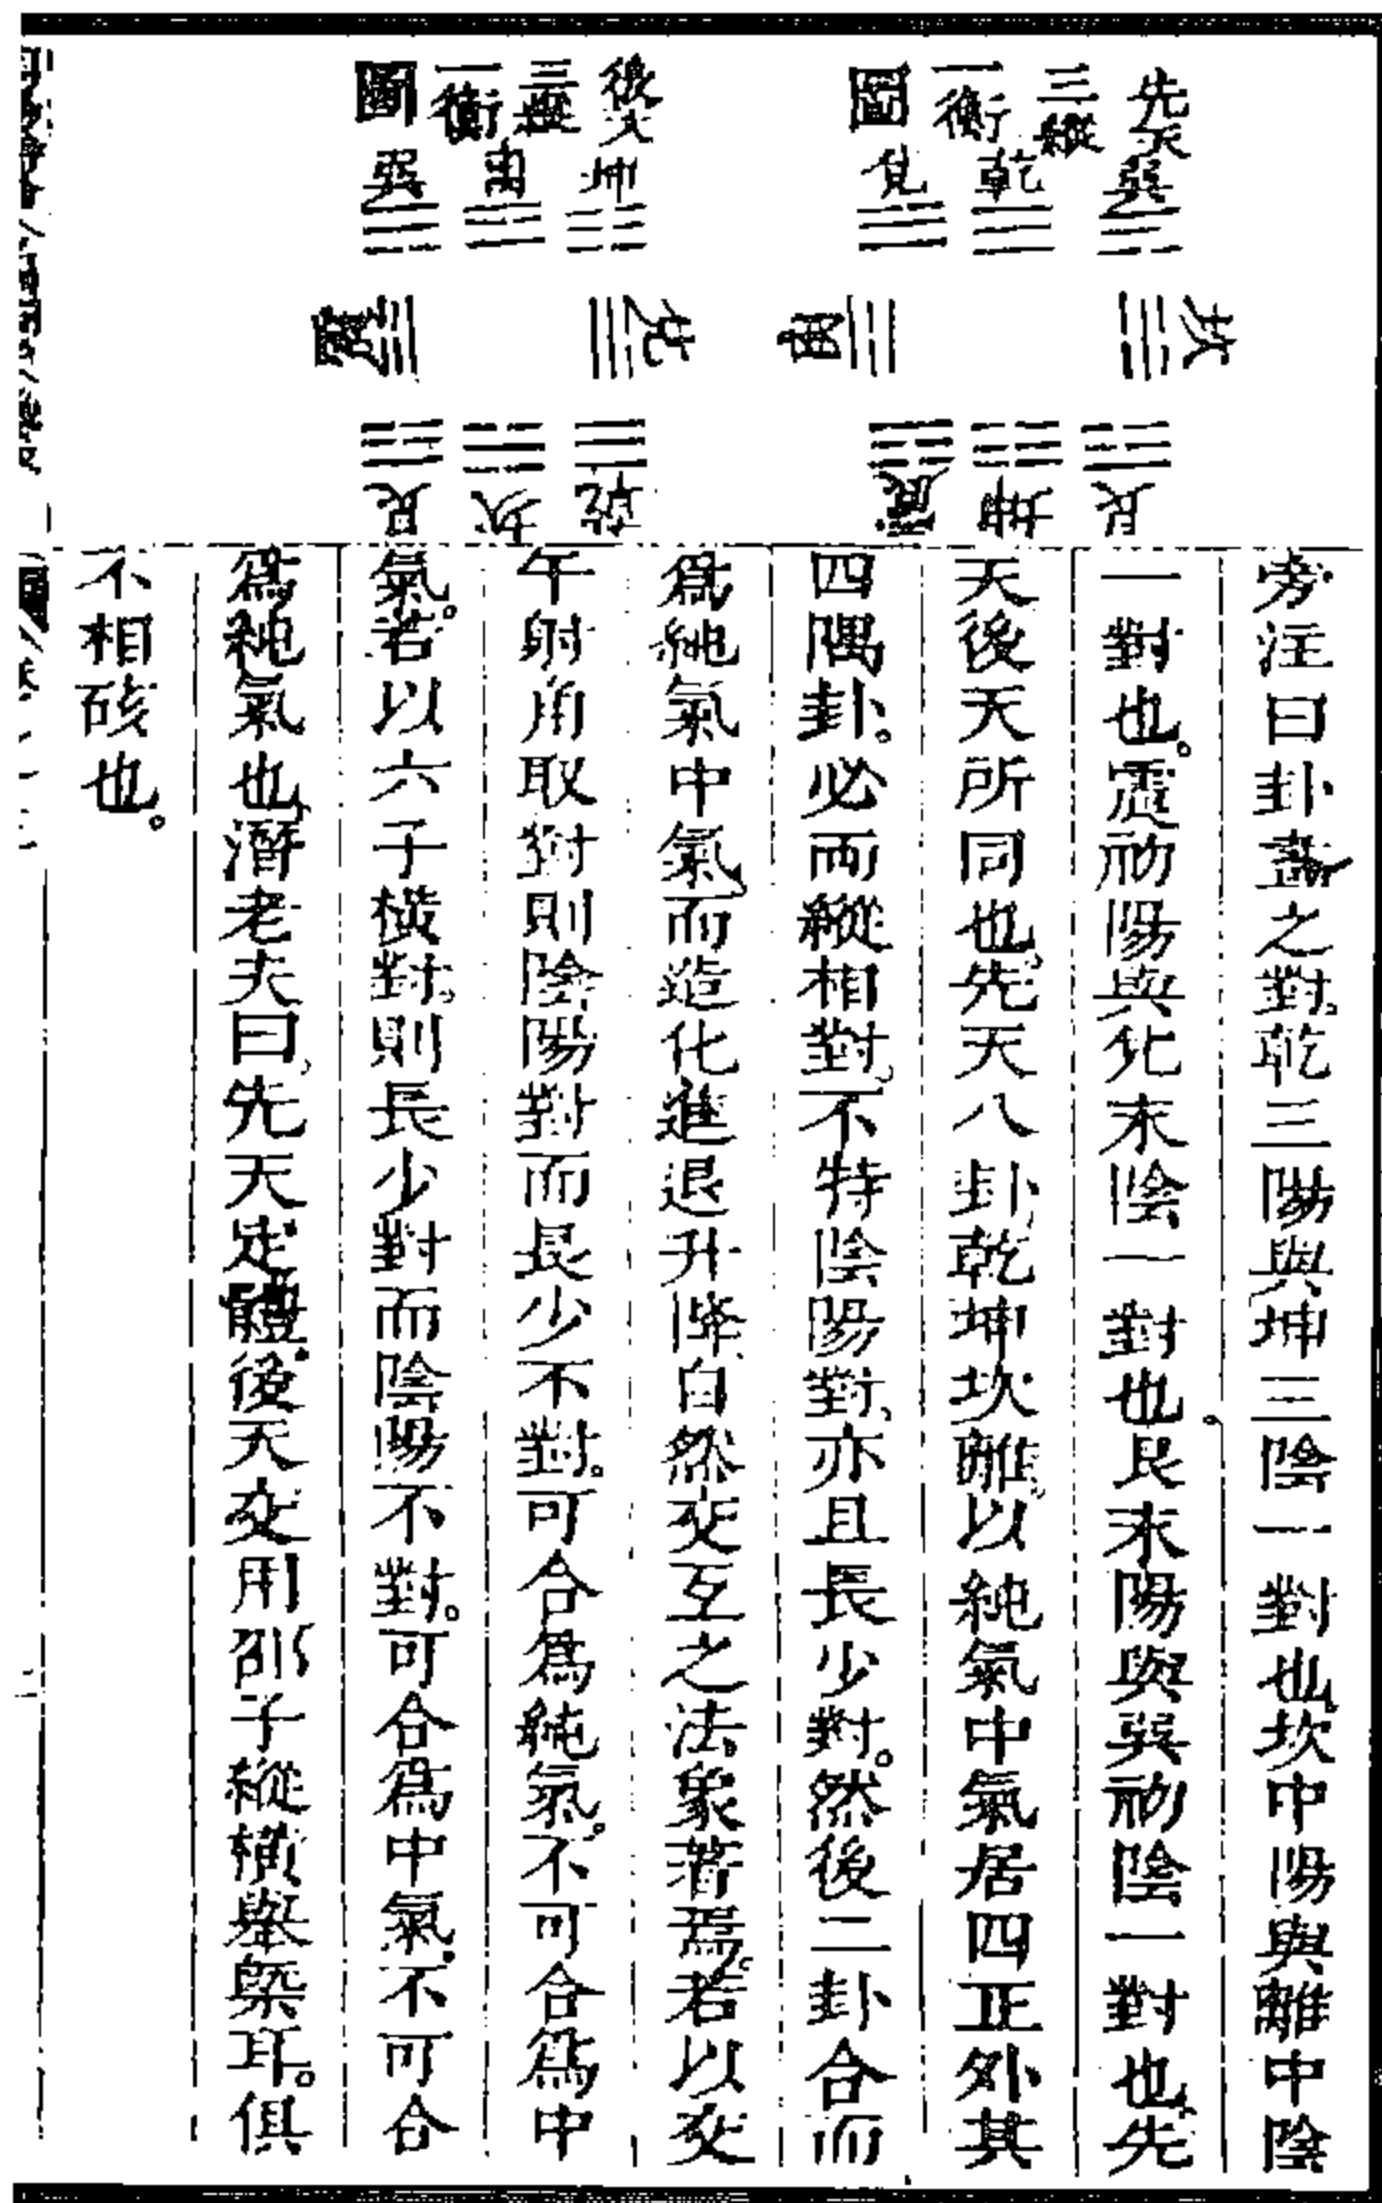 先天
三縱
一衡
圖
巽
乾
兌
坎
艮
坤
震
後天
三縱
一衡
圖
坤
離
巽
兌
震
乾
坎
艮
旁注曰卦畫之對乾三陽與坤三陰一對也坎中陽與離中陰
一對也。震初陽與兌末陰一對也。艮末陽與巽初陰一對也先
天後天所同也。先天八卦乾坤坎離以純氣中氣居四正外其
四隅卦。必兩縱相對。不特陰陽對亦且長少對。然後二卦合而
爲純氣中氣而造化進退升降自然交互之法象著焉。若以交
午射角取對則陰陽對而長少不對。可合爲純氣。不可合爲中
氣。若以六子橫對。則長少對而陰陽不對。可合爲中氣。不可合
爲純氣也。潛老夫曰先天定體後天交用邵子縱橫舉槩耳。俱
不相硋也。